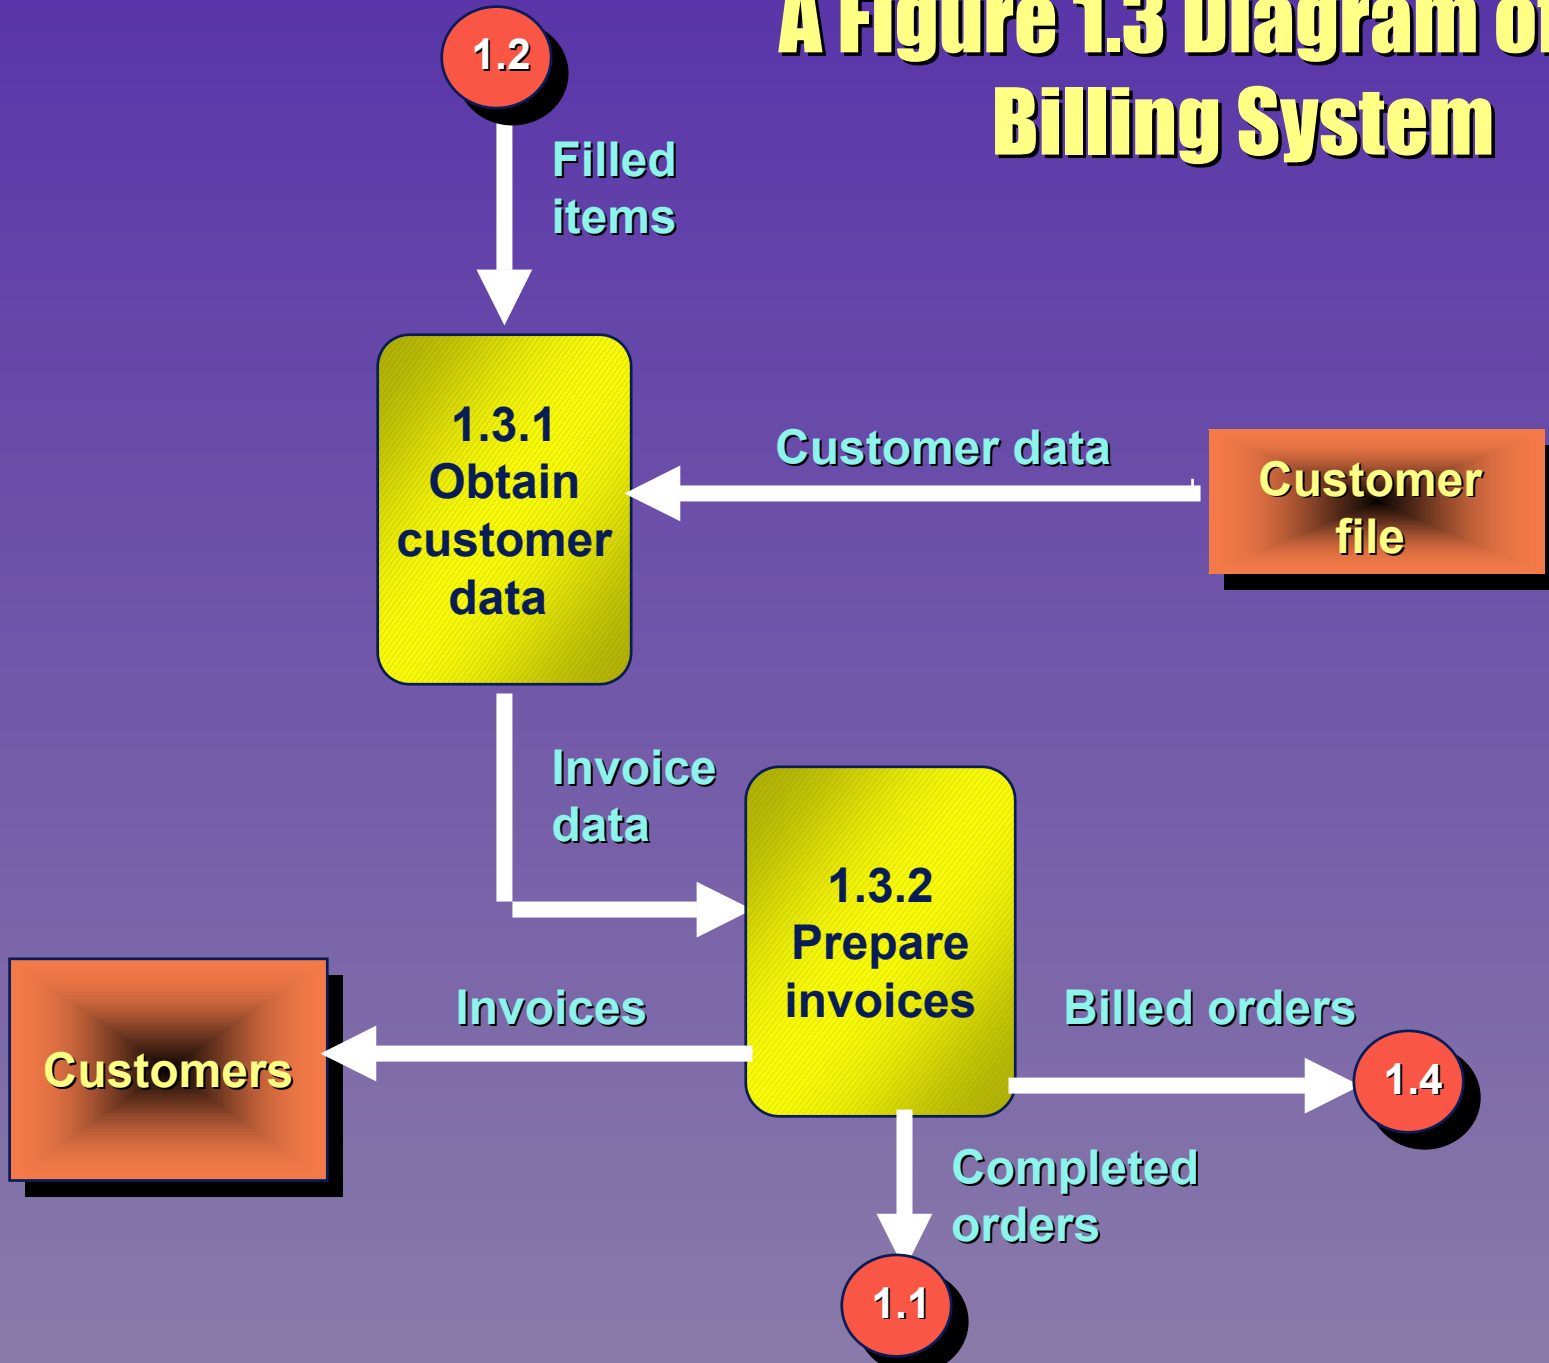 A Figure 1.3 Diagram of
Billing System
1.2
Filled
items
1.3.1
Obtain
customer
data
Customer data
Customer
file
Invoice
data
1.3.2
Prepare
invoices
Invoices
Customers
Billed orders
1.4
Completed
orders
1.1